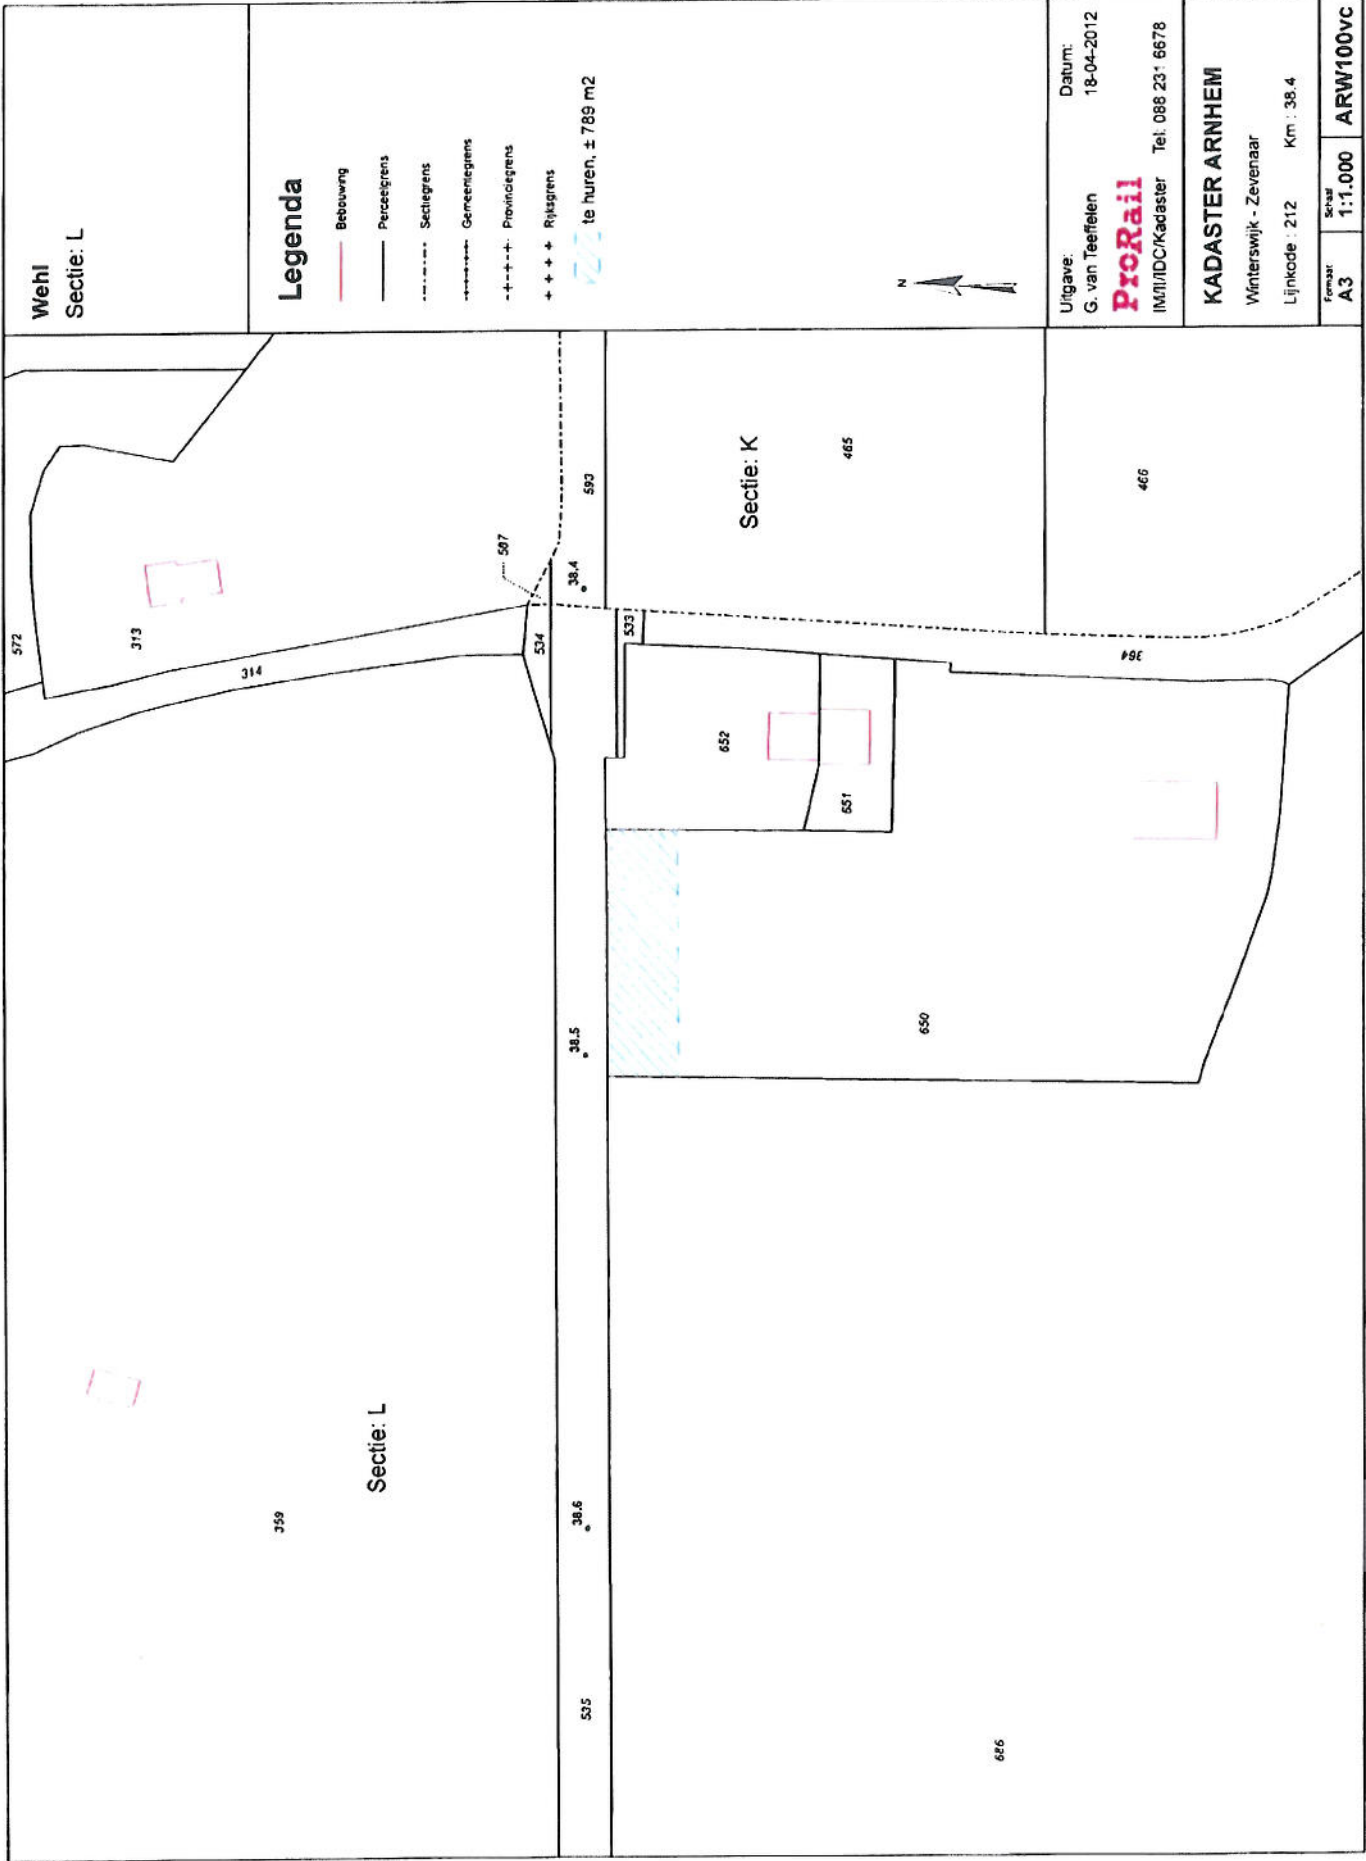 Wehl
Sectie: L
Legenda
Bebouwing
Perceelgrens
Sectiegrens
Gemeentegrens
Provinciegrens
Rijksgrens
te huren, ± 789 m2
N
Uitgave:
G. van Teeffelen
Datum:
18-04-2012
ProRail
IM/II/IDC/Kadaster Tel: 088 231 6678
KADASTER ARNHEM
Winterswijk - Zevenaar
Lijnkode : 212 Km : 38.4
Formaat
A3
Schaal
1:1.000
ARW100vc
572
313
314
587
534
38.4
593
533
Sectie: K
465
466
364
652
651
650
38.5
359
Sectie: L
38.6
535
686